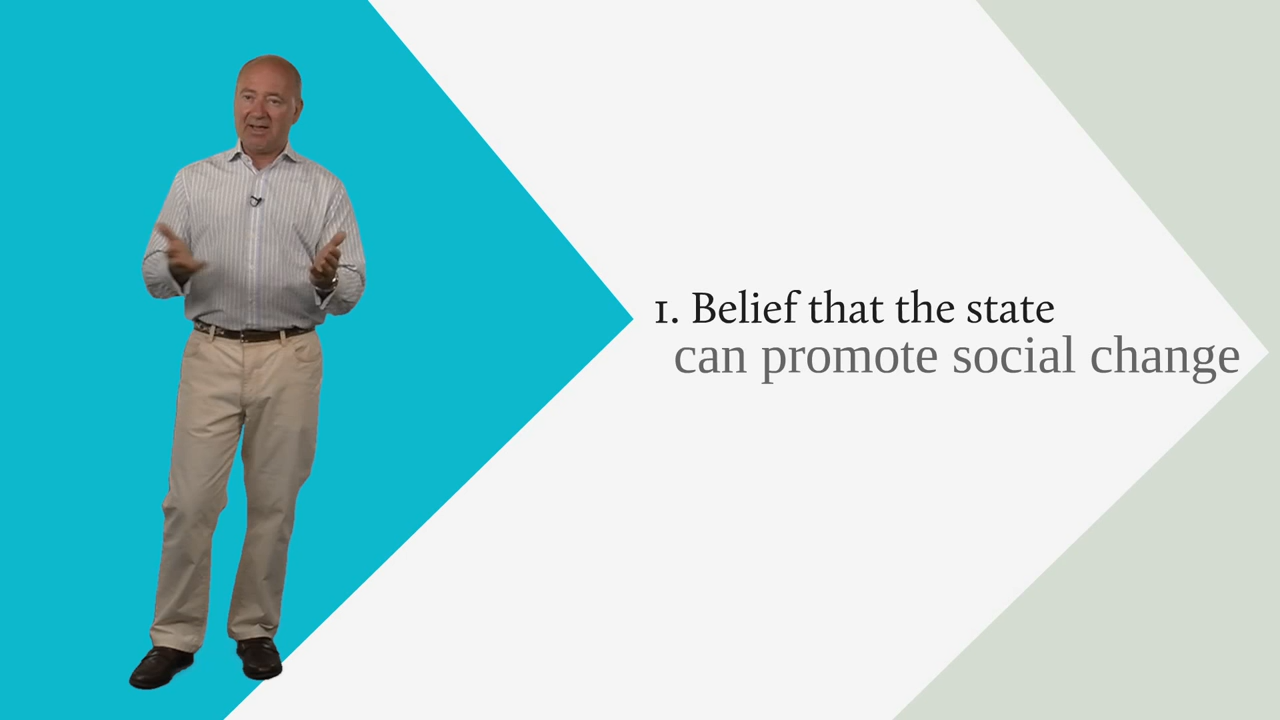 1. Belief that the state
can promote social change